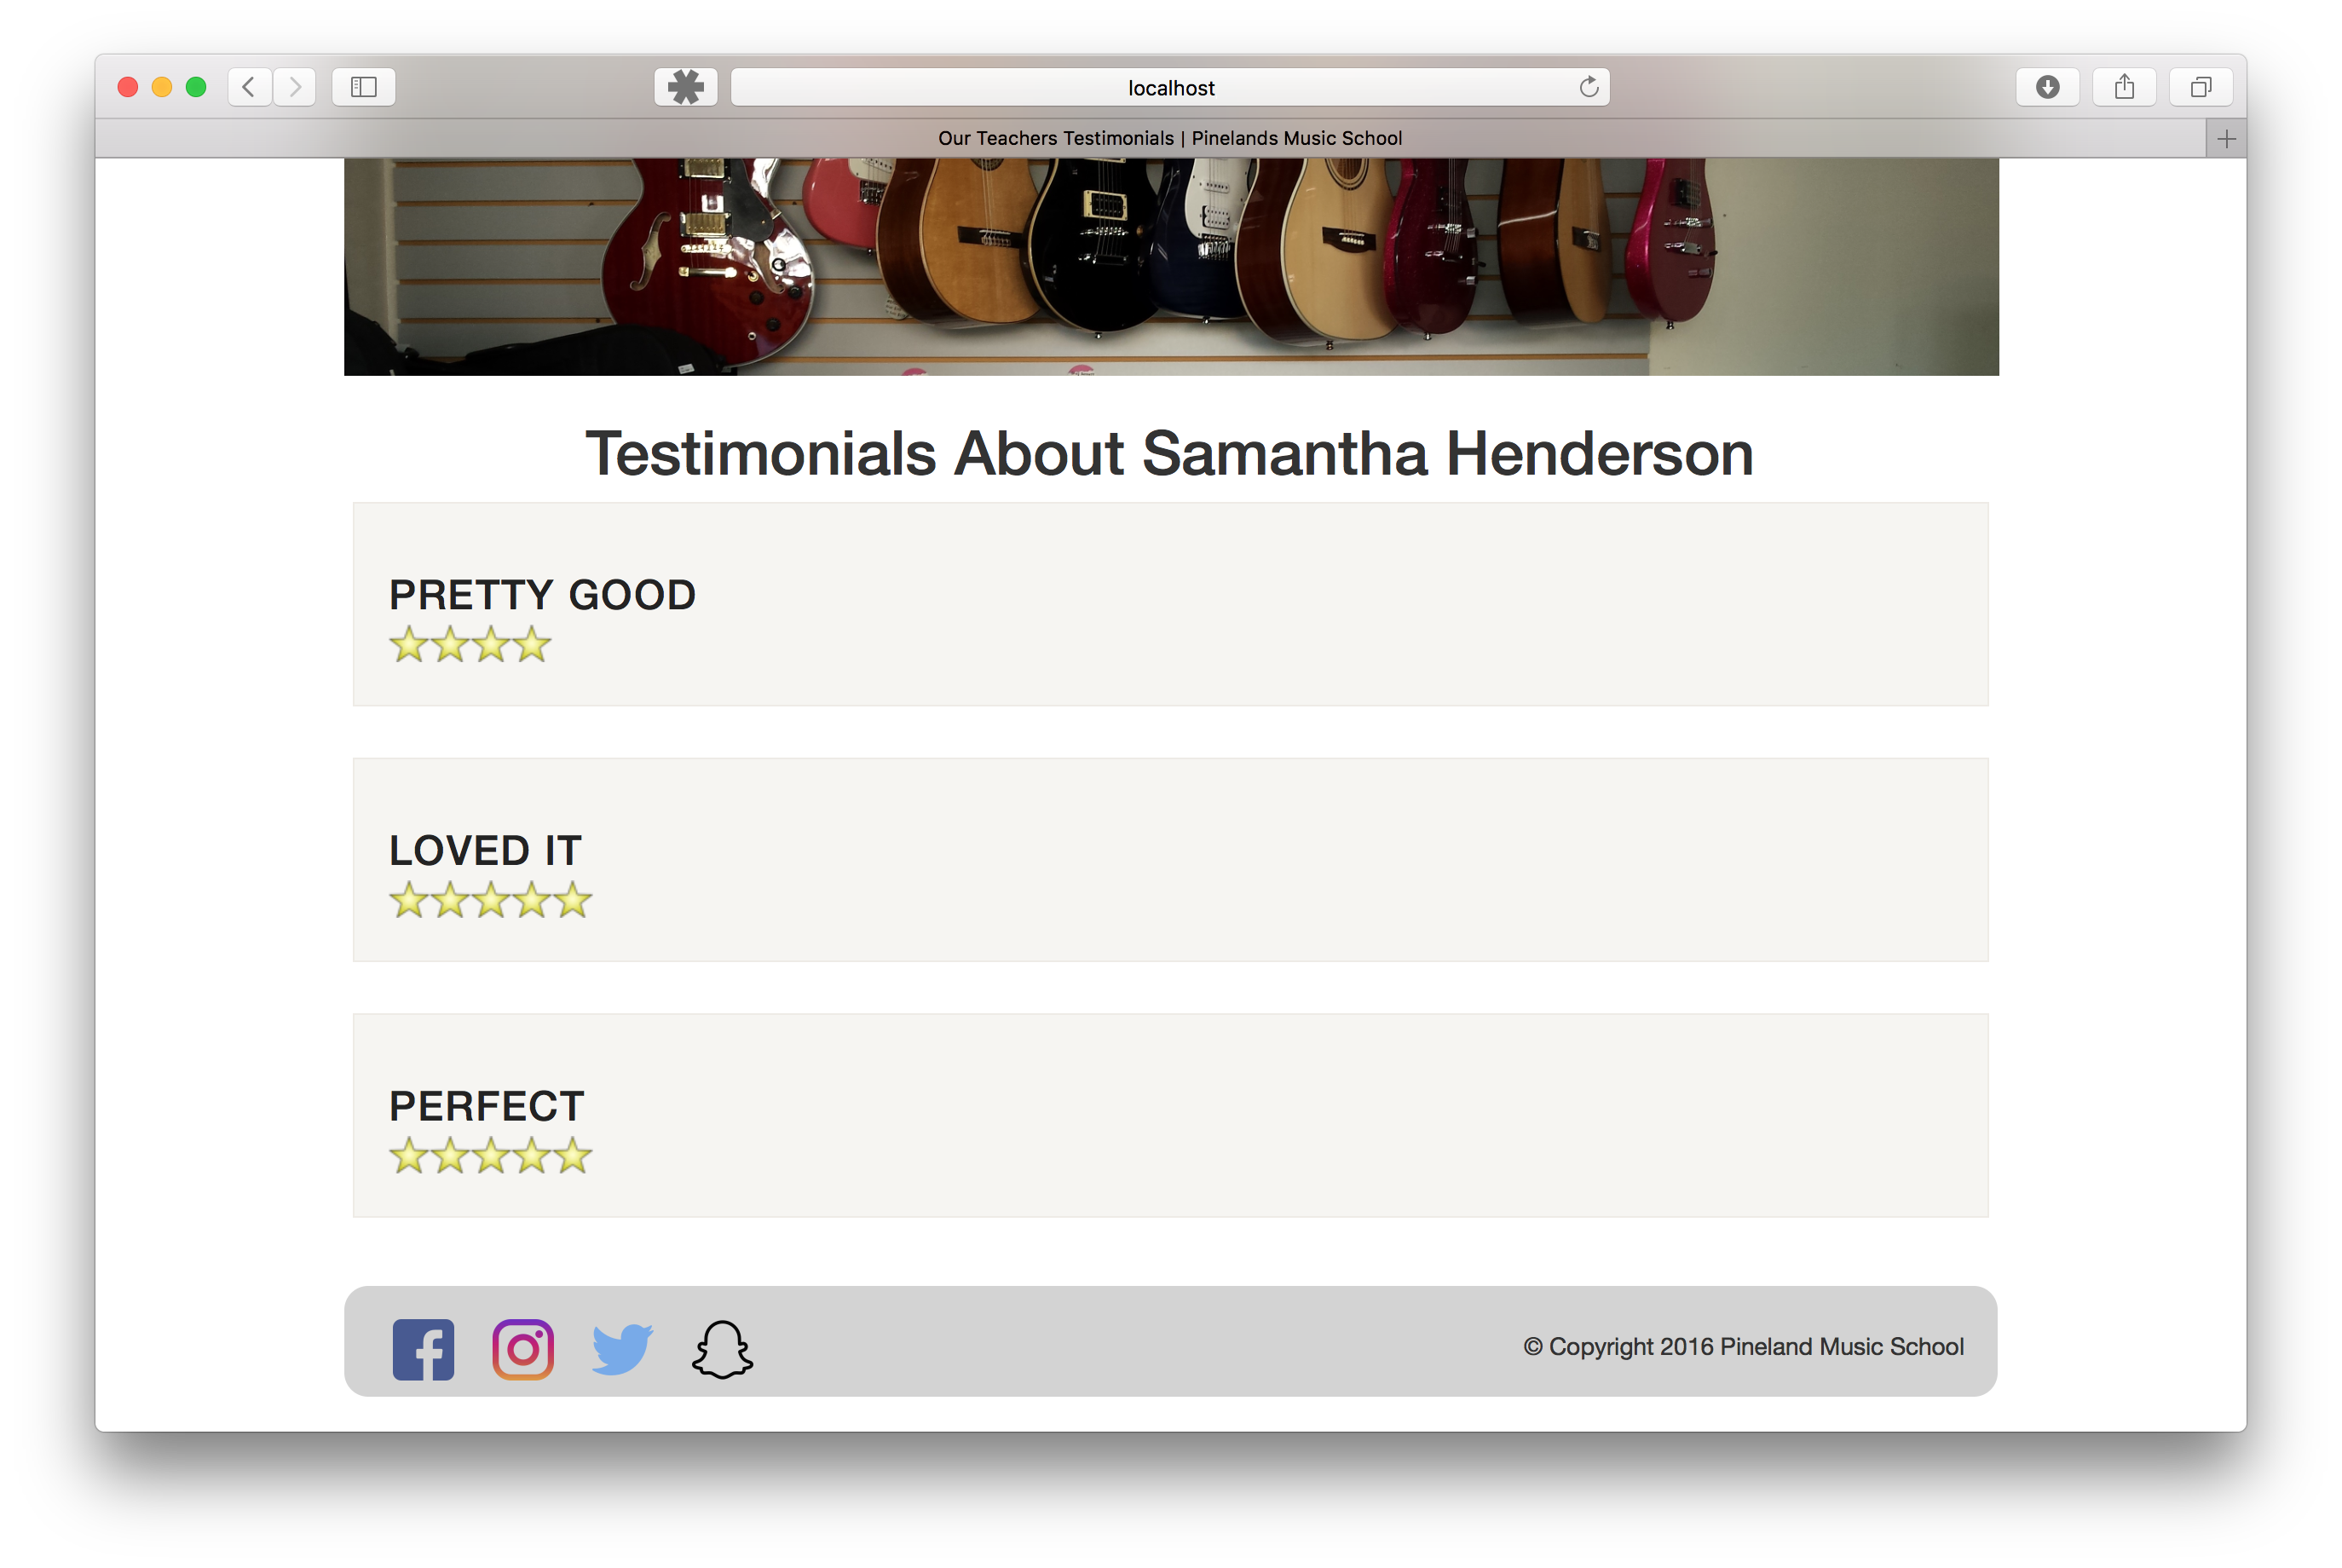 localhost
Our Teachers Testimonials | Pinelands Music School
Testimonials About Samantha Henderson
PRETTY GOOD
LOVED IT
PERFECT
© Copyright 2016 Pineland Music School